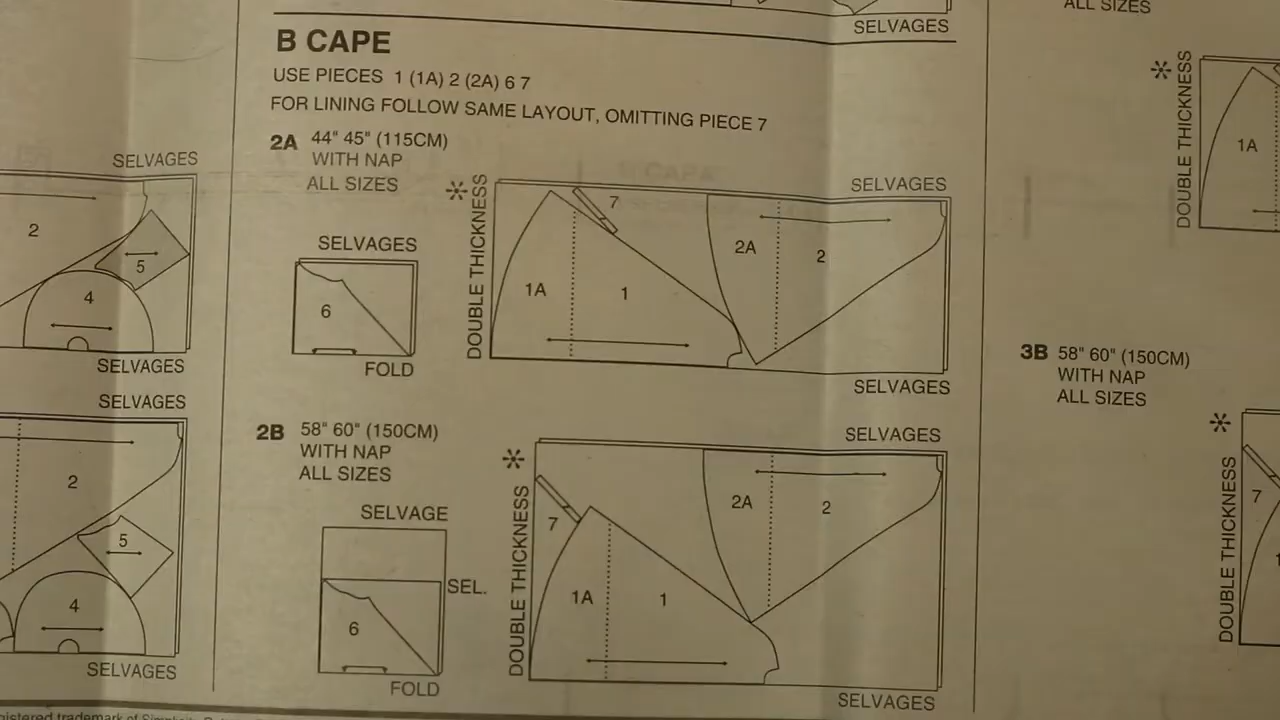 ALL SIZES
SELVAGES
B CAPE
USE PIECES 1 (1A) 2 (2A) 6 7
FOR LINING FOLLOW SAME LAYOUT, OMITTING PIECE 7
2A 44" 45" (115CM)
WITH NAP
ALL SIZES
SELVAGES
6
FOLD
* DOUBLE THICKNESS
SELVAGES
7
1A
1
2A
2
SELVAGES
2B 58" 60" (150CM)
WITH NAP
ALL SIZES
SELVAGE
SEL.
6
FOLD
* DOUBLE THICKNESS
SELVAGES
7
1A
1
2A
2
SELVAGES
SELVAGES
2
5
4
SELVAGES
SELVAGES
2
5
4
SELVAGES
* DOUBLE THICKNESS
1A
3B 58" 60" (150CM)
WITH NAP
ALL SIZES
* DOUBLE THICKNESS
7
trademark of